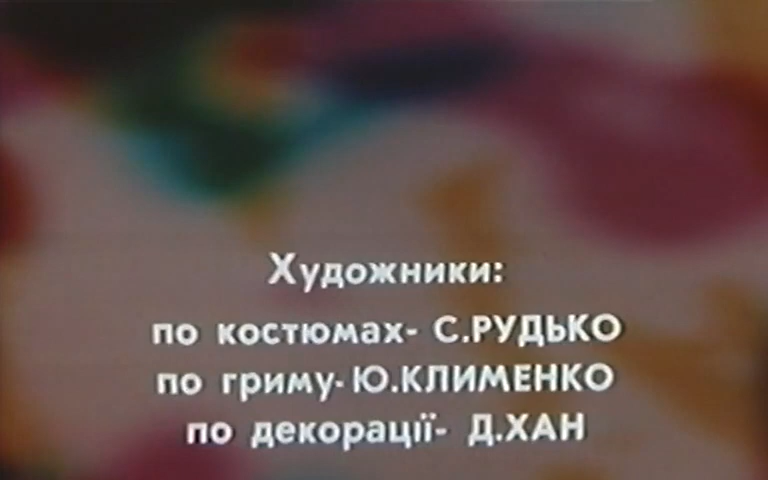 Художники:
по костюмах- С.РУДЬКО
по гриму- Ю.КЛИМЕНКО
по декорації- Д.ХАН